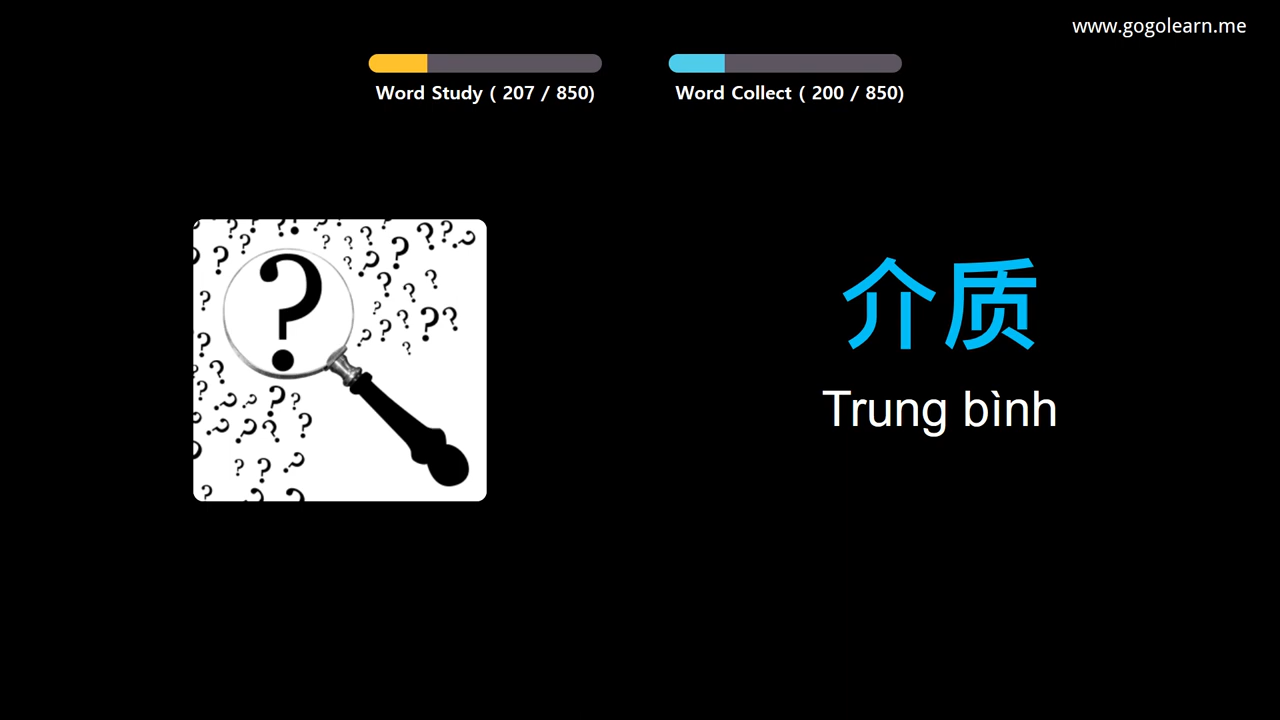 www.gogolearn.me
Word Study ( 207 / 850)
Word Collect ( 200 / 850)
介质
Trung bình